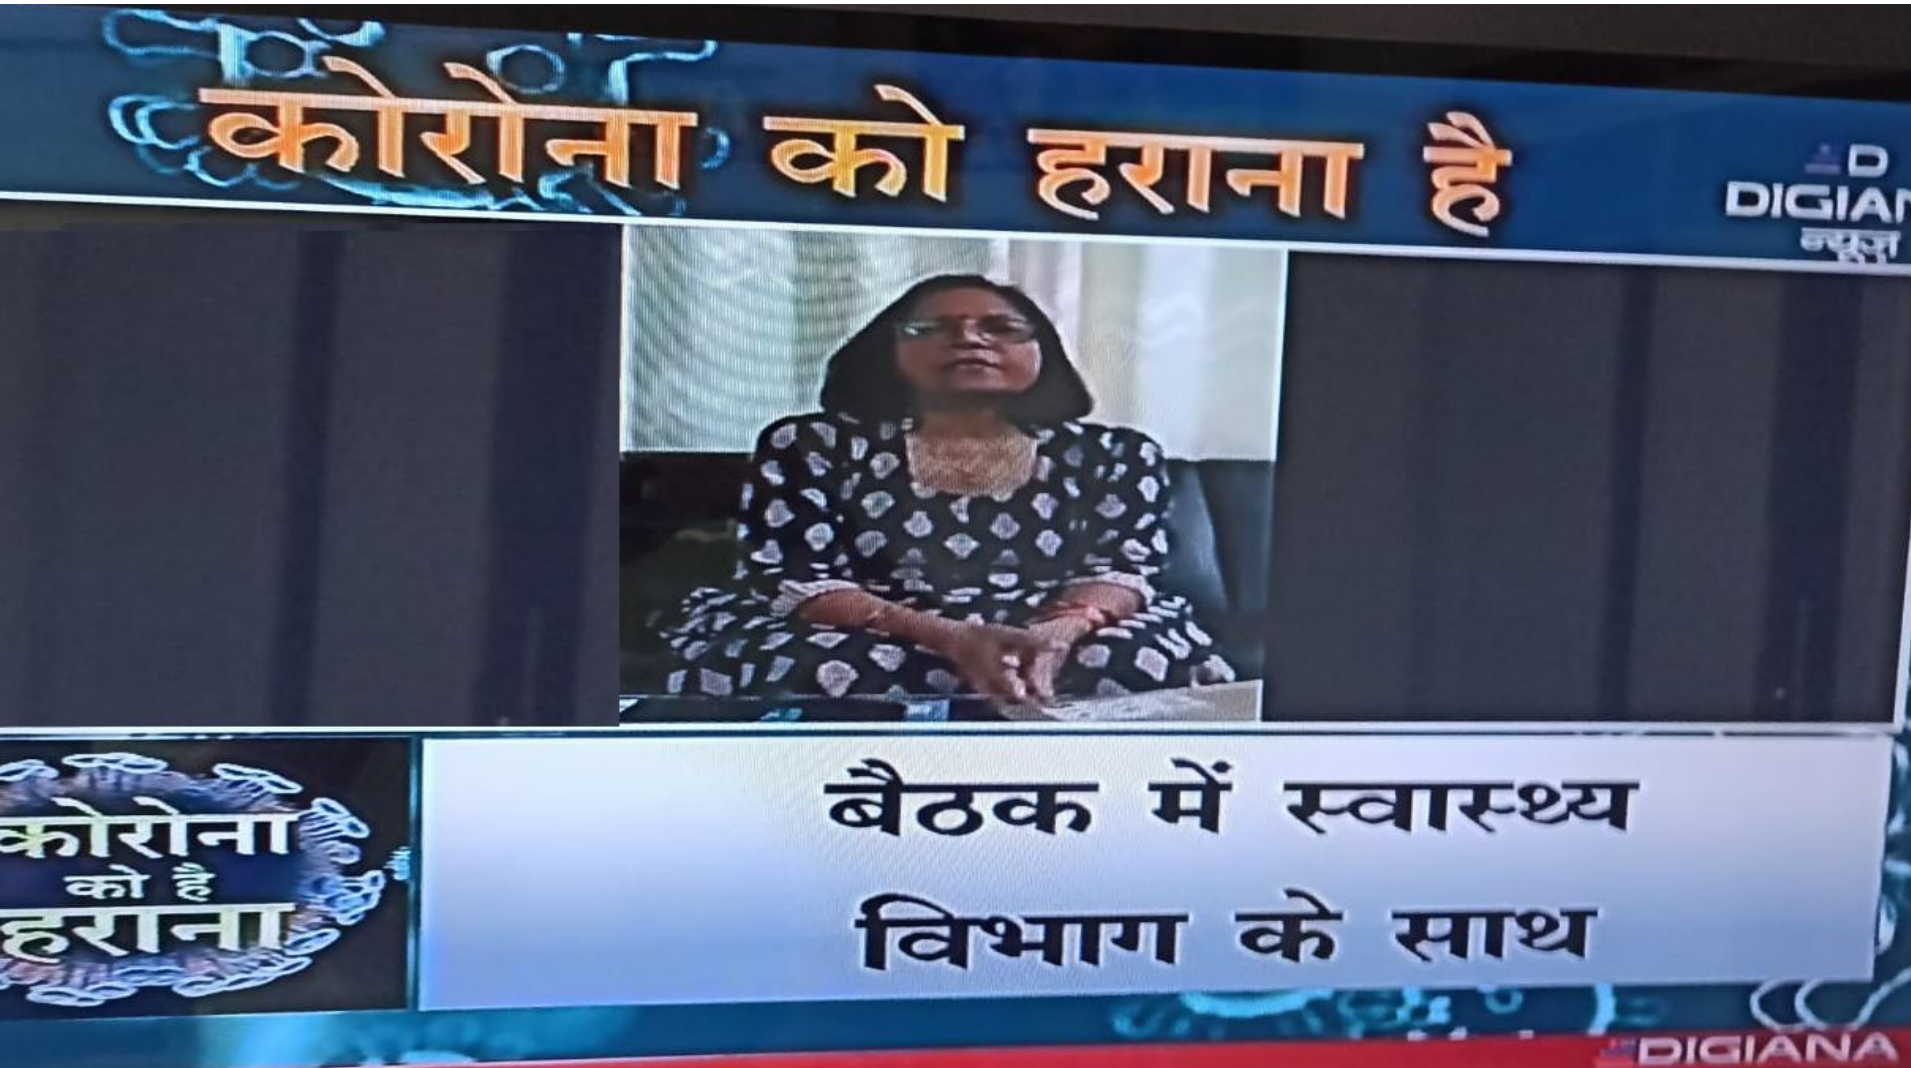 कोरोना को हराना है
D
DIGIAN
न्यूज़
कोरोना
को है
हराना
बैठक में स्वास्थ्य
विभाग के साथ
DIGIANA